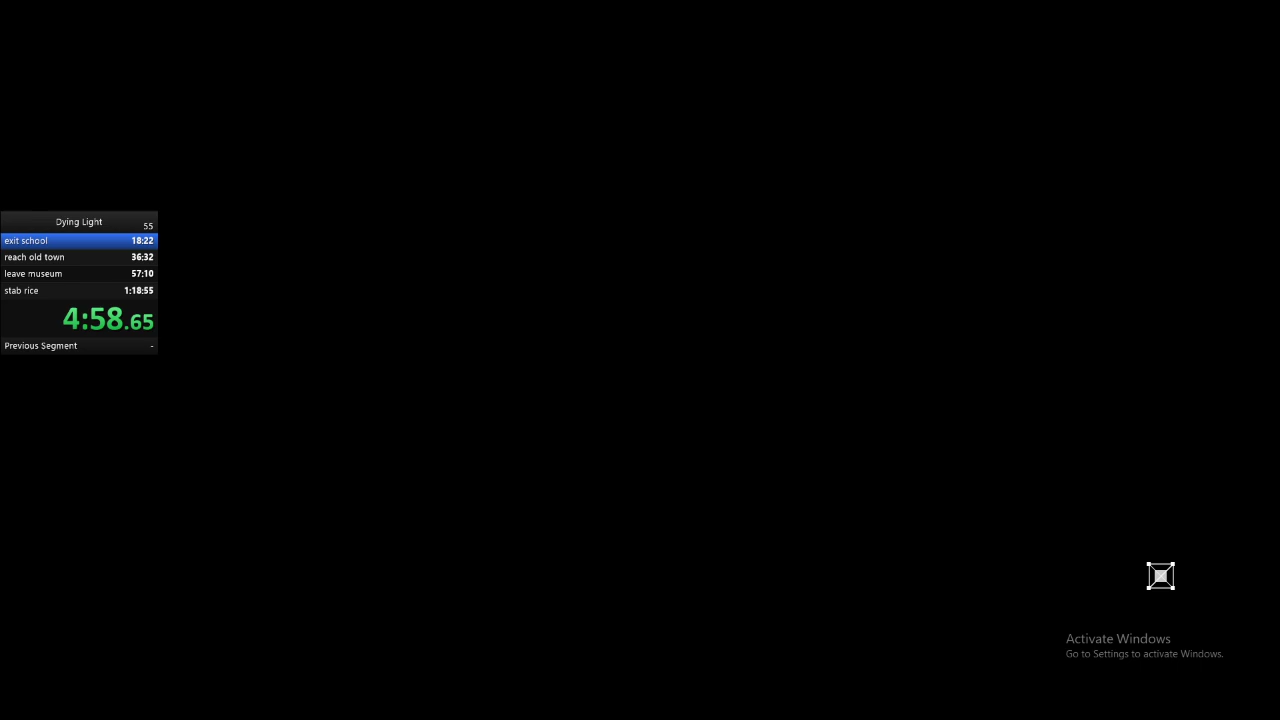 Dying Light
55
exit school 18:22
reach old town 36:32
leave museum 57:10
stab rice 1:18:55
4:58.65
Previous Segment -
Activate Windows
Go to Settings to activate Windows.